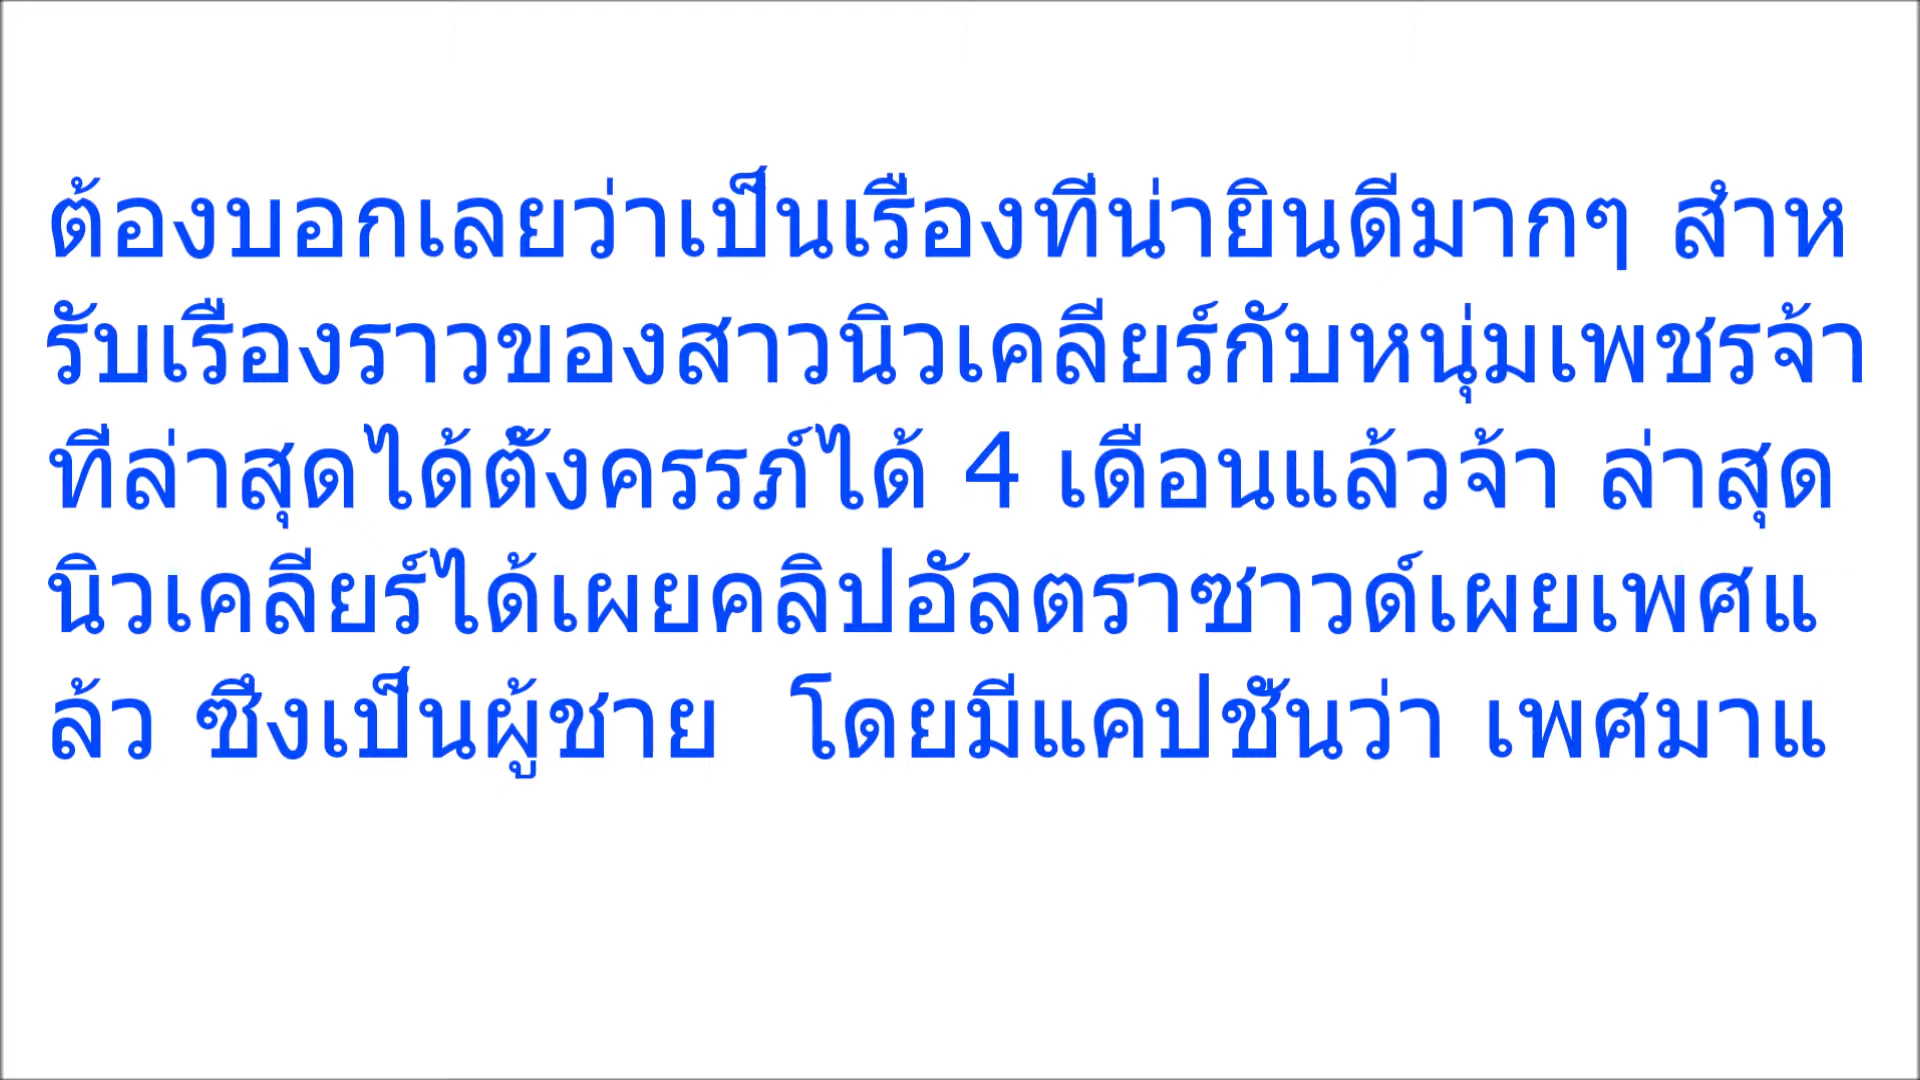 ต้องบอกเลยว่าเป็นเรื่องที่น่ายินดีมากๆ สำห
รับเรื่องราวของสาวนิวเคลียร์กับหนุ่มเพชรจ้า
ที่ล่าสุดได้ตั้งครรภ์ได้ 4 เดือนแล้วจ้า ล่าสุด
นิวเคลียร์ได้เผยคลิปอัลตราซาวด์เผยเพศแ
ล้ว ซึ่งเป็นผู้ชาย  โดยมีแคปชั่นว่า เพศมาแ